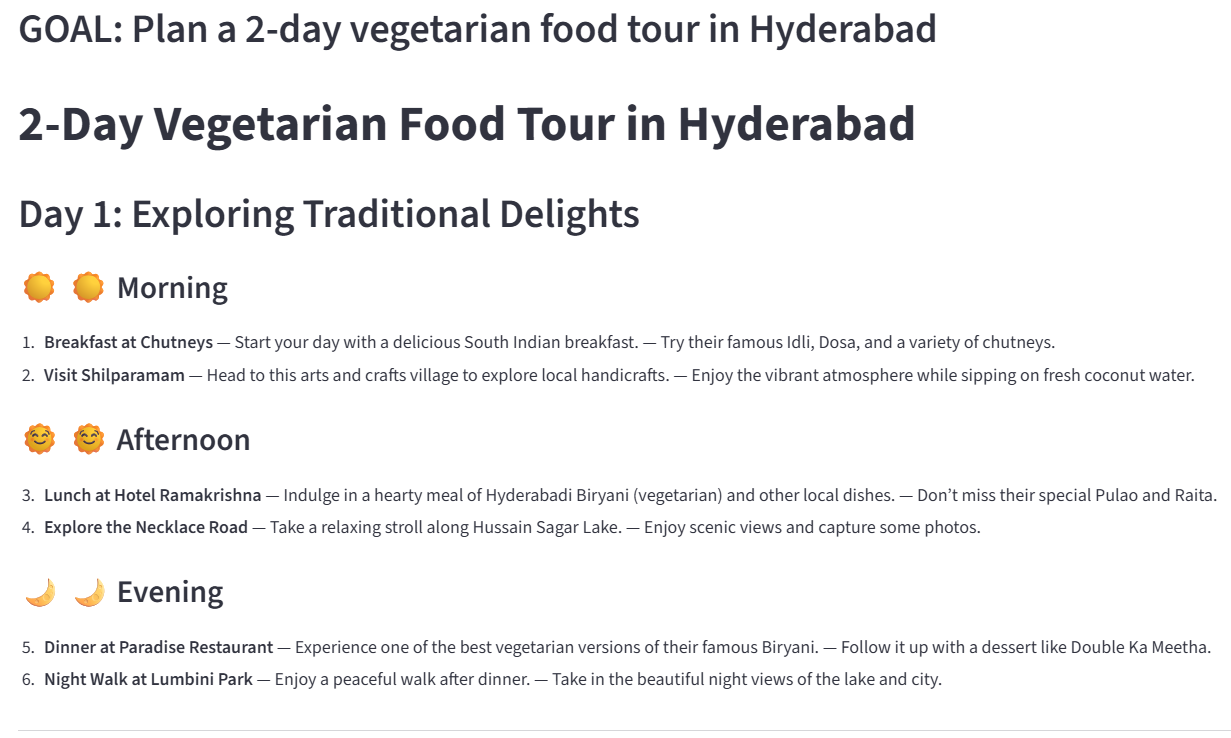 GOAL: Plan a 2-day vegetarian food tour in Hyderabad
2-Day Vegetarian Food Tour in Hyderabad
Day 1: Exploring Traditional Delights
Morning
1. Breakfast at Chutneys — Start your day with a delicious South Indian breakfast. — Try their famous Idli, Dosa, and a variety of chutneys.
2. Visit Shilparamam — Head to this arts and crafts village to explore local handicrafts. — Enjoy the vibrant atmosphere while sipping on fresh coconut water.
Afternoon
3. Lunch at Hotel Ramakrishna — Indulge in a hearty meal of Hyderabadi Biryani (vegetarian) and other local dishes. — Don’t miss their special Pulao and Raita.
4. Explore the Necklace Road — Take a relaxing stroll along Hussain Sagar Lake. — Enjoy scenic views and capture some photos.
Evening
5. Dinner at Paradise Restaurant — Experience one of the best vegetarian versions of their famous Biryani. — Follow it up with a dessert like Double Ka Meetha.
6. Night Walk at Lumbini Park — Enjoy a peaceful walk after dinner. — Take in the beautiful night views of the lake and city.